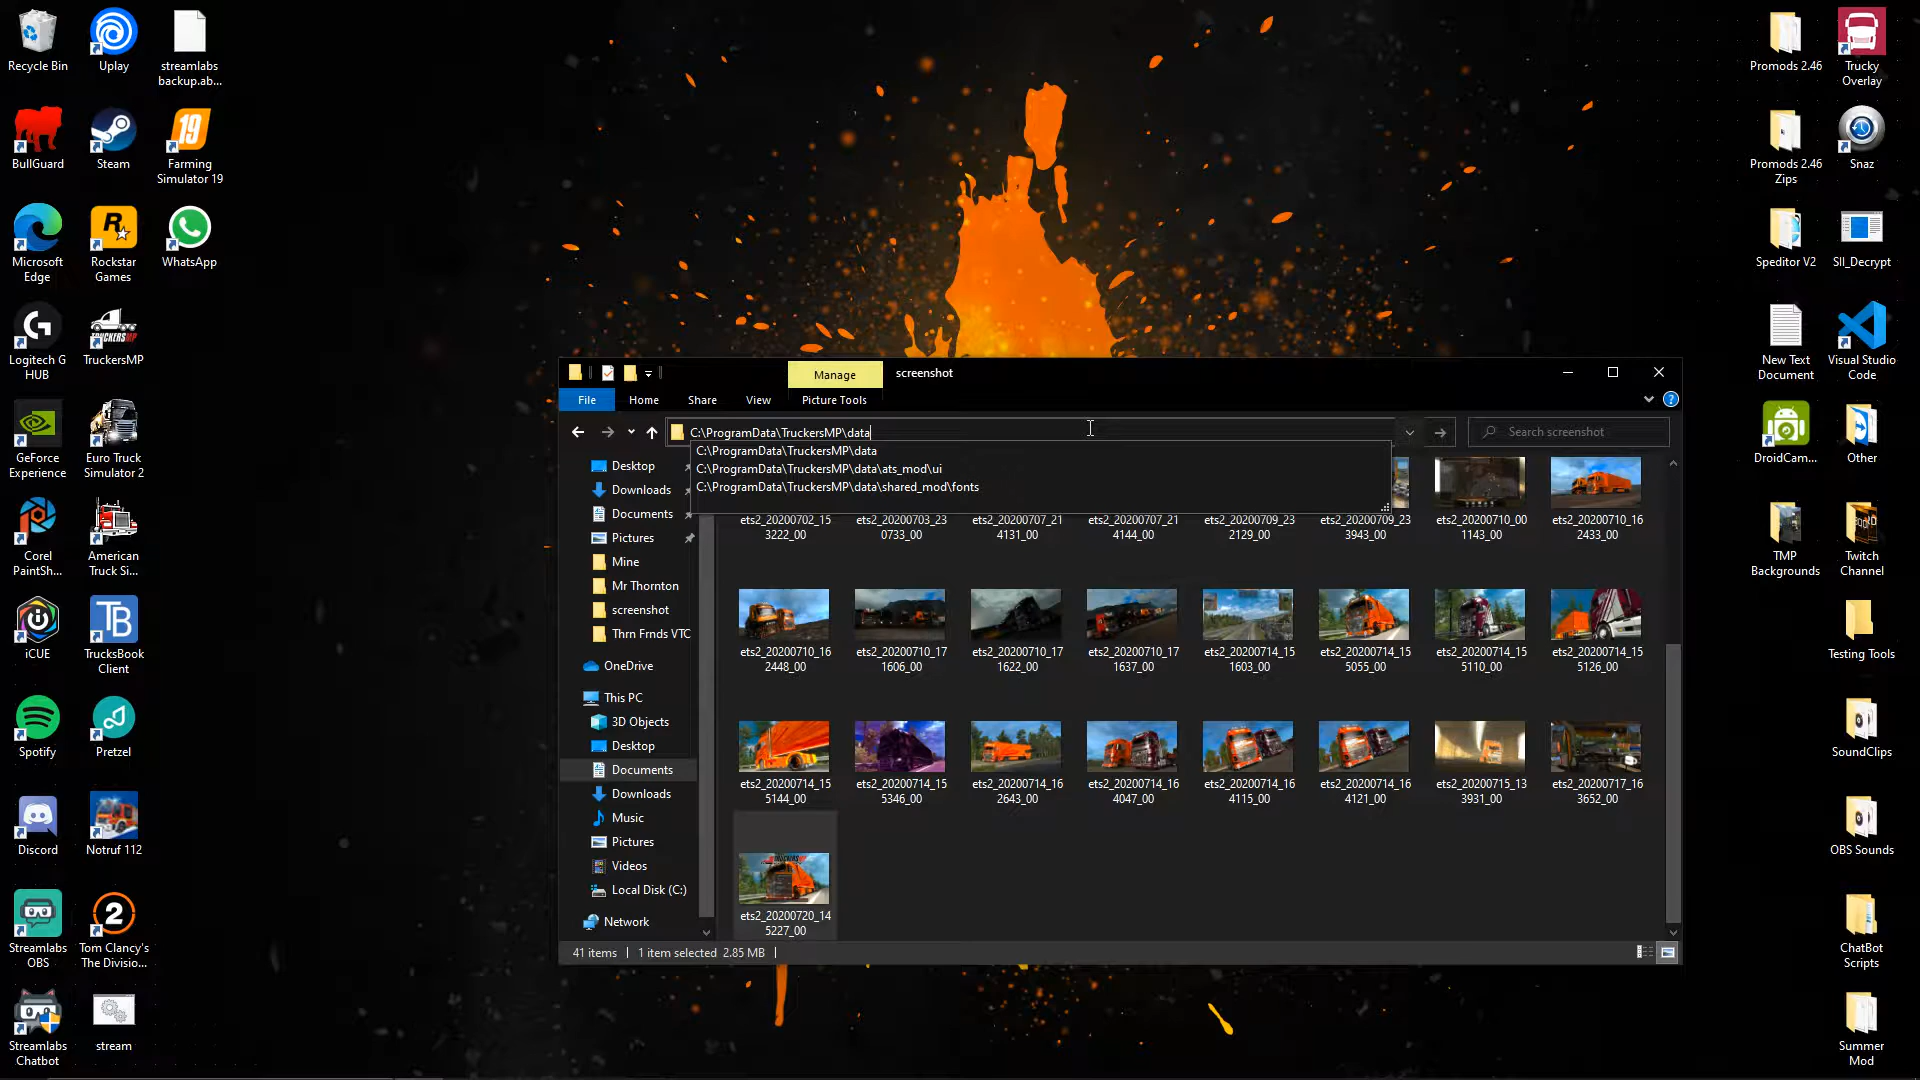 Recycle Bin
Uplay
streamlabs
backup.ab...
BullGuard
Steam
Farming
Simulator 19
Microsoft
Edge
Rockstar
Games
WhatsApp
Logitech G
HUB
TruckersMP
GeForce
Experience
Euro Truck
Simulator 2
Corel
PaintSh...
American
Truck Si...
iCUE
TrucksBook
Client
Spotify
Pretzel
Discord
Notruf 112
Streamlabs
OBS
Tom Clancy's
The Divisio...
Streamlabs
Chatbot
stream
Manage
screenshot
File
Home
Share
View
Picture Tools
C:\ProgramData\TruckersMP\data
Search screenshot
C:\ProgramData\TruckersMP\data
C:\ProgramData\TruckersMP\data\ats_mod\ui
C:\ProgramData\TruckersMP\data\shared_mod\fonts
Desktop
Downloads
Documents
Pictures
Mine
Mr Thornton
screenshot
Thrn Frnds VTC
OneDrive
This PC
3D Objects
Desktop
Documents
Downloads
Music
Pictures
Videos
Local Disk (C:)
Network
ets2_20200702_15
3222_00
ets2_20200703_23
0733_00
ets2_20200707_21
4131_00
ets2_20200707_21
4144_00
ets2_20200709_23
2129_00
ets2_20200709_23
3943_00
ets2_20200710_00
1143_00
ets2_20200710_16
2433_00
ets2_20200710_16
2448_00
ets2_20200710_17
1606_00
ets2_20200710_17
1622_00
ets2_20200710_17
1637_00
ets2_20200714_15
1603_00
ets2_20200714_15
5055_00
ets2_20200714_15
5110_00
ets2_20200714_15
5126_00
ets2_20200714_15
5144_00
ets2_20200714_15
5346_00
ets2_20200714_16
2643_00
ets2_20200714_16
4047_00
ets2_20200714_16
4115_00
ets2_20200714_16
4121_00
ets2_20200715_13
3931_00
ets2_20200717_16
3652_00
ets2_20200720_14
5227_00
41 items
1 item selected 2.85 MB
Promods 2.46
Trucky
Overlay
Promods 2.46
Zips
Snaz
Speditor V2
SII_Decrypt
New Text
Document
Visual Studio
Code
DroidCam...
Other
TMP
Backgrounds
Twitch
Channel
Testing Tools
SoundClips
OBS Sounds
ChatBot
Scripts
Summer
Mod